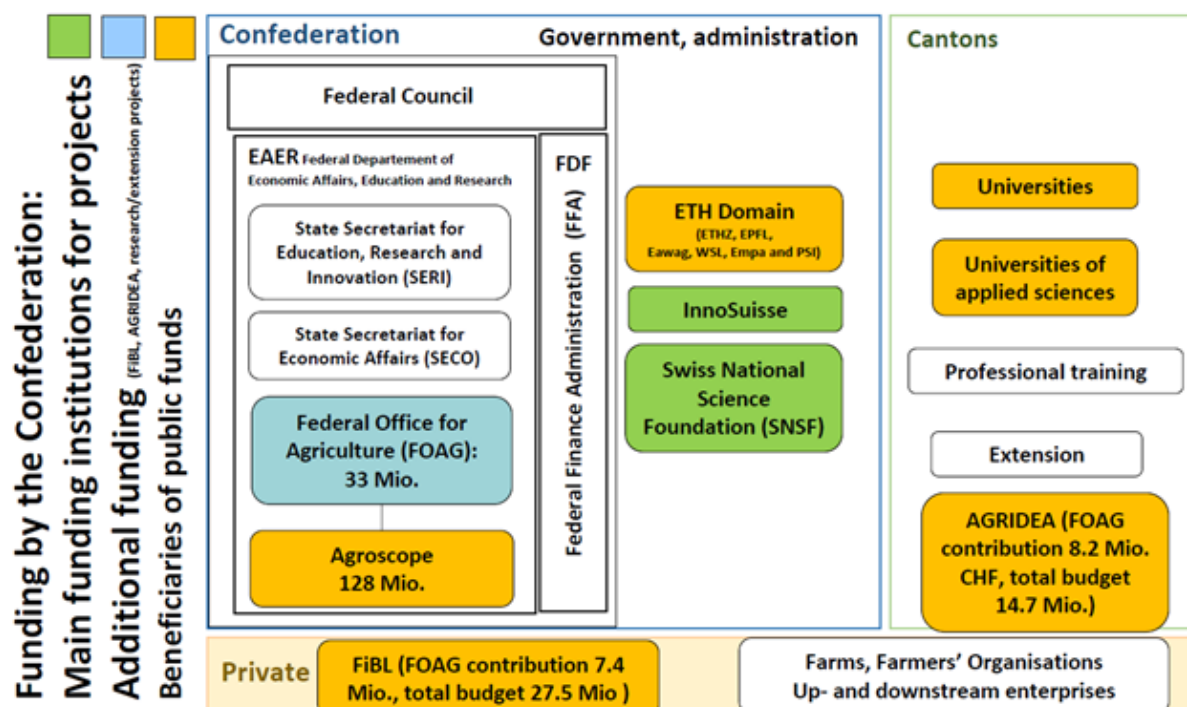 Funding by the Confederation:
Main funding institutions for projects
Additional funding (FiBL, AGRIDEA, research/extension projects)
Beneficiaries of public funds
Confederation
Government, administration
Federal Council
EAER Federal Departement of
Economic Affairs, Education and Research
State Secretariat for
Education, Research and
Innovation (SERI)
State Secretariat for
Economic Affairs (SECO)
Federal Office for
Agriculture (FOAG):
33 Mio.
Agroscope
128 Mio.
FDF
Federal Finance Administration (FFA)
ETH Domain
(ETHZ, EPFL,
Eawag, WSL, Empa and PSI)
InnoSuisse
Swiss National
Science
Foundation (SNSF)
Cantons
Universities
Universities of
applied sciences
Professional training
Extension
AGRIDEA (FOAG
contribution 8.2 Mio.
CHF, total budget
14.7 Mio.)
Private
FiBL (FOAG contribution 7.4
Mio., total budget 27.5 Mio )
Farms, Farmers' Organisations
Up- and downstream enterprises